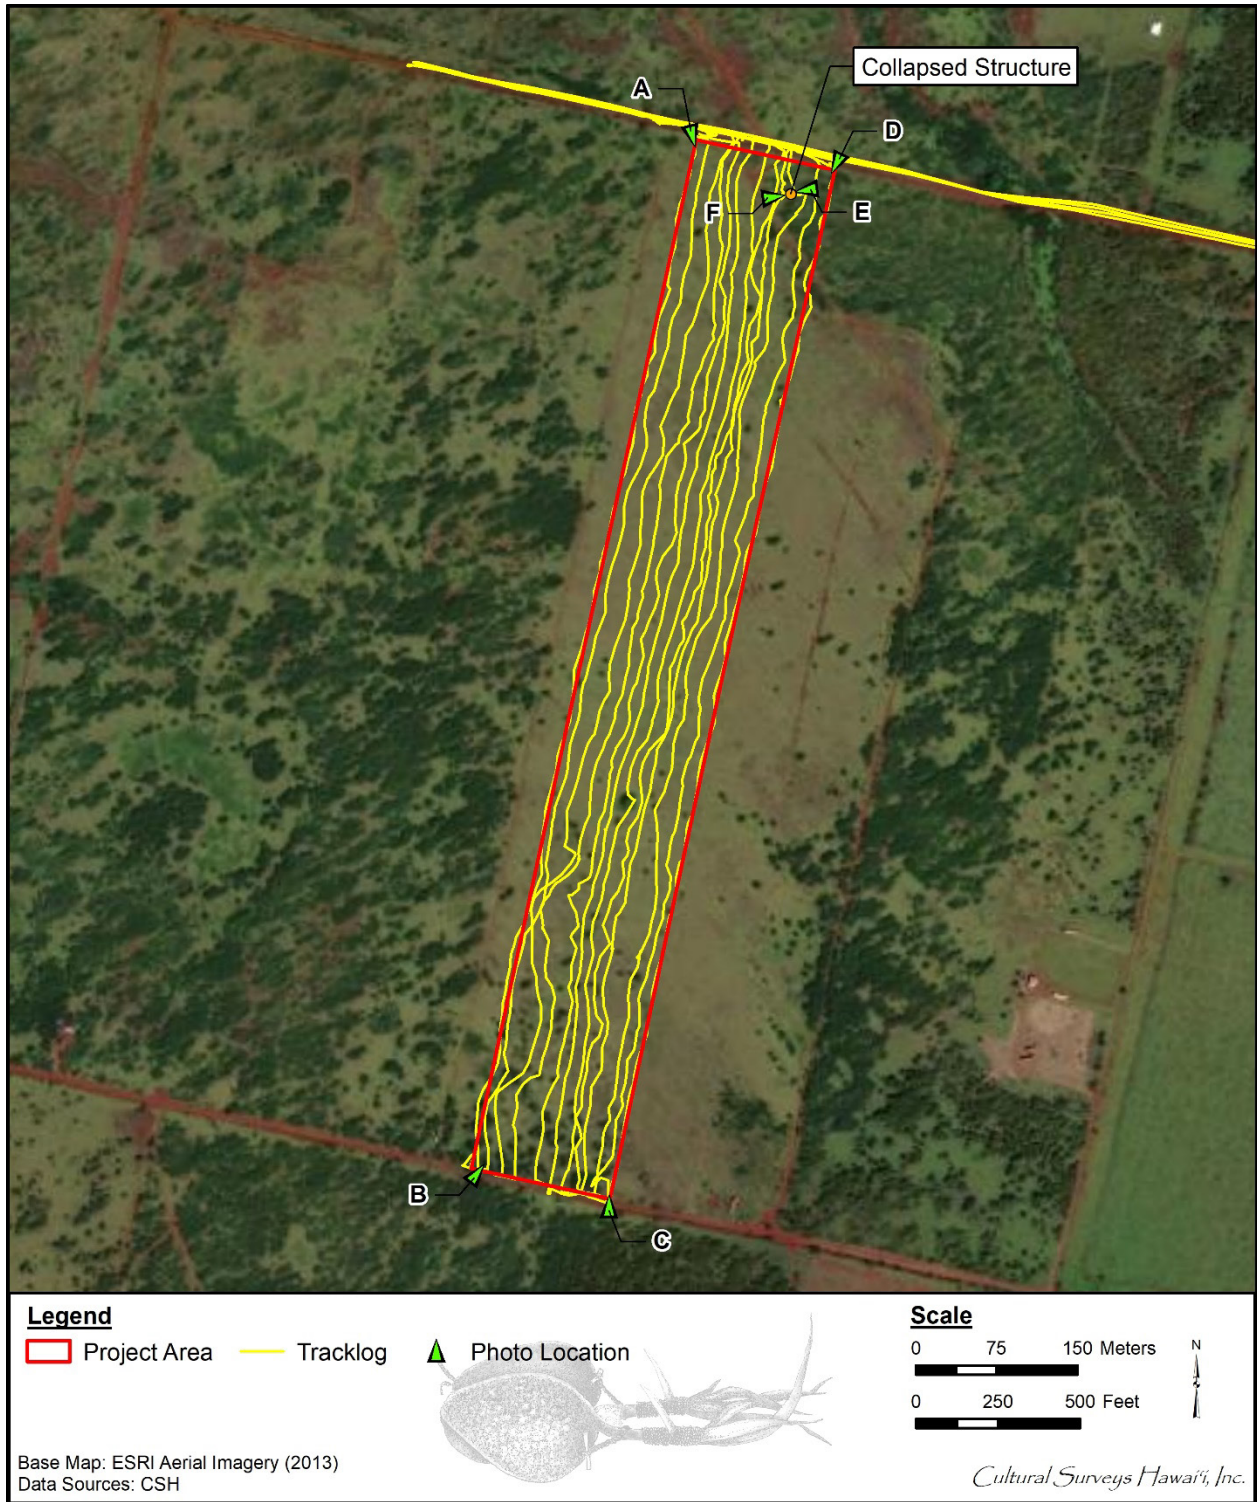 Collapsed Structure
A
D
F
E
B
C
Legend
Project Area
Tracklog
Photo Location
Scale
0 75 150 Meters
0 250 500 Feet
N
Base Map: ESRI Aerial Imagery (2013)
Data Sources: CSH
Cultural Surveys Hawaiʻi, Inc.